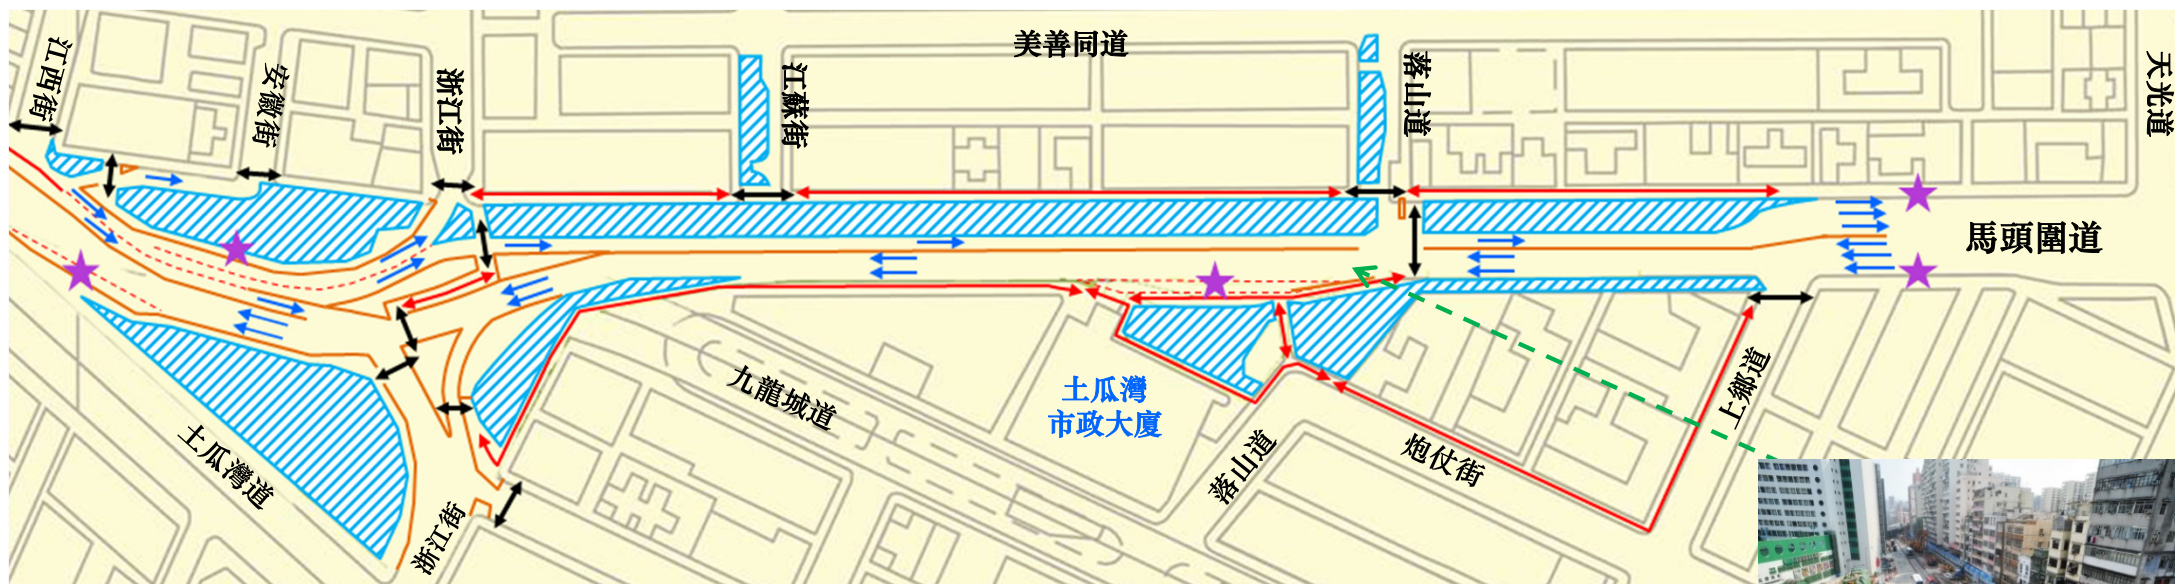 美善同道
江西街
安徽街
浙江街
江蘇街
落山道
天光道
馬頭圍道
土瓜灣
市政大廈
九龍城道
上鄉道
炮仗街
落山道
土瓜灣道
浙江街